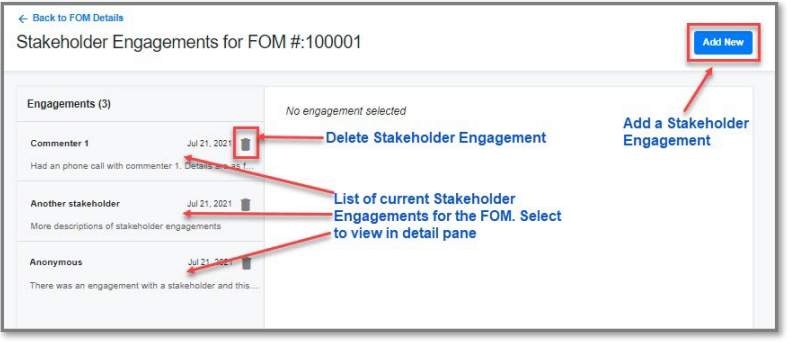 ← Back to FOM Details
Stakeholder Engagements for FOM #:100001
Add New
Engagements (3)
No engagement selected
Add a Stakeholder
Engagement
Commenter 1 Jul 21, 2021
Delete Stakeholder Engagement
Had an phone call with commenter 1. Details are as f...
Another stakeholder Jul 21, 2021
More descriptions of stakeholder engagements
List of current Stakeholder
Engagements for the FOM. Select
to view in detail pane
Anonymous Jul 21, 2021
There was an engagement with a stakeholder and this...